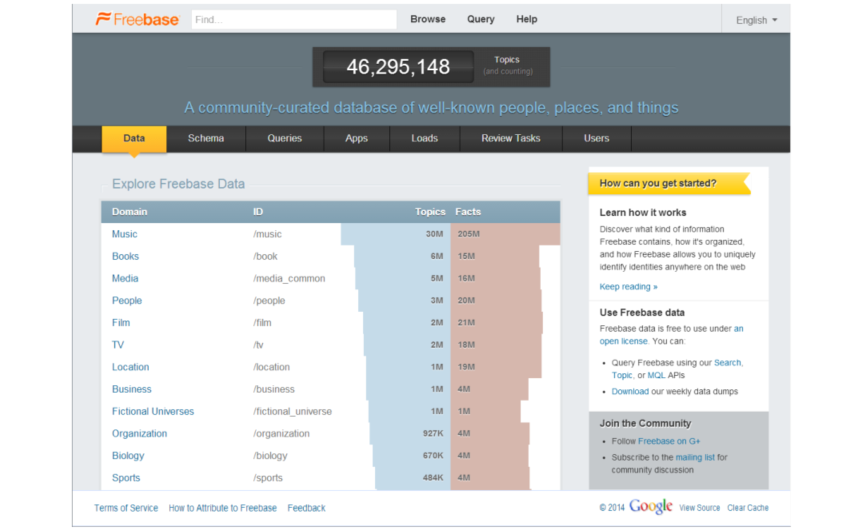 Freebase Find... Browse Query Help English
46,295,148 Topics (and counting)
A community-curated database of well-known people, places, and things
Data Schema Queries Apps Loads Review Tasks Users
Explore Freebase Data
Domain ID Topics Facts
Music /music 30M 205M
Books /book 6M 15M
Media /media_common 5M 16M
People /people 3M 20M
Film /film 2M 21M
TV /tv 2M 18M
Location /location 1M 19M
Business /business 1M 4M
Fictional Universes /fictional_universe 1M 1M
Organization /organization 927K 4M
Biology /biology 670K 4M
Sports /sports 484K 4M
How can you get started?
Learn how it works
Discover what kind of information
Freebase contains, how it's organized,
and how Freebase allows you to uniquely
identify identities anywhere on the web
Keep reading »
Use Freebase data
Freebase data is free to use under an
open license. You can:
• Query Freebase using our Search,
Topic, or MQL APIs
• Download our weekly data dumps
Join the Community
• Follow Freebase on G+
• Subscribe to the mailing list for
community discussion
Terms of Service How to Attribute to Freebase Feedback © 2014 Google View Source Clear Cache